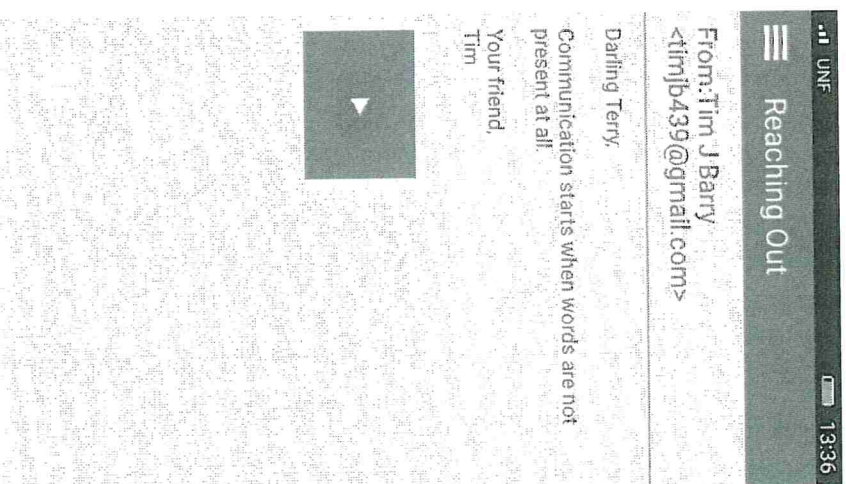 UNF 13:36
Reaching Out
From:Tim J Barry
<timjb439@gmail.com>
Darling Terry,
Communication starts when words are not
present at all.
Your friend,
Tim